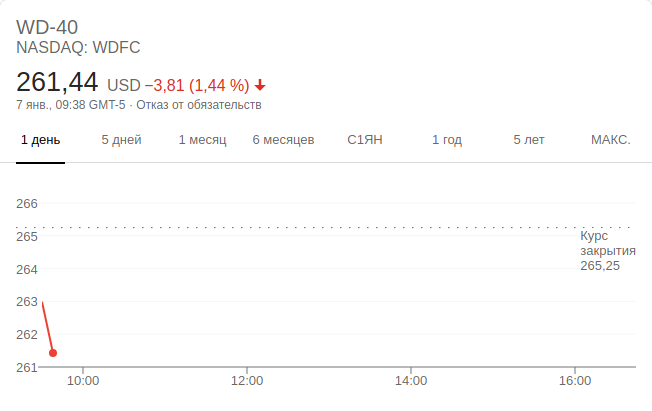 WD-40
NASDAQ: WDFC
261,44 USD −3,81 (1,44 %)
7 янв., 09:38 GMT-5 · Отказ от обязательств
1 день 5 дней 1 месяц 6 месяцев С1ЯН 1 год 5 лет МАКС.
266
265
264
263
262
261
Курс
закрытия
265,25
10:00 12:00 14:00 16:00